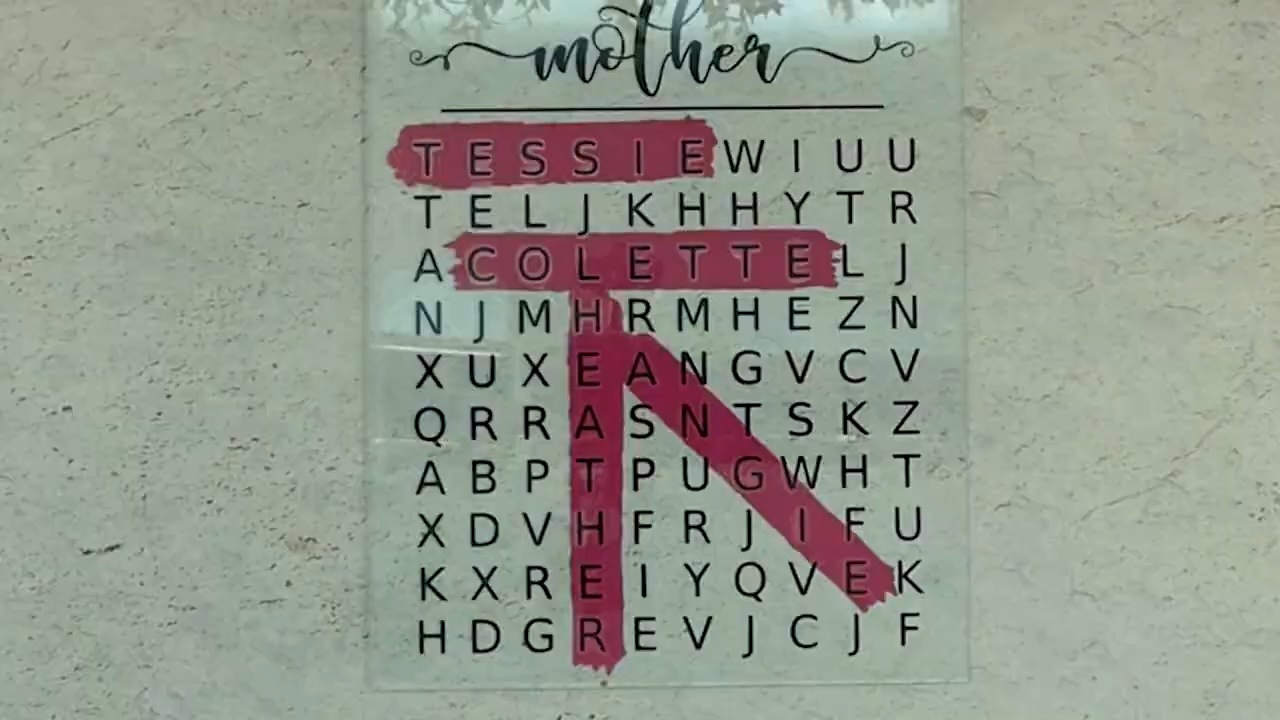 mother
T E S S I E W I U U
T E L J K H H Y T R
A C O L E T T E L J
N J M H R M H E Z N
X U X E A N G V C V
Q R R A S N T S K Z
A B P T P U G W H T
X D V H F R J I F U
K X R E I Y Q V E K
H D G R E V J C J F